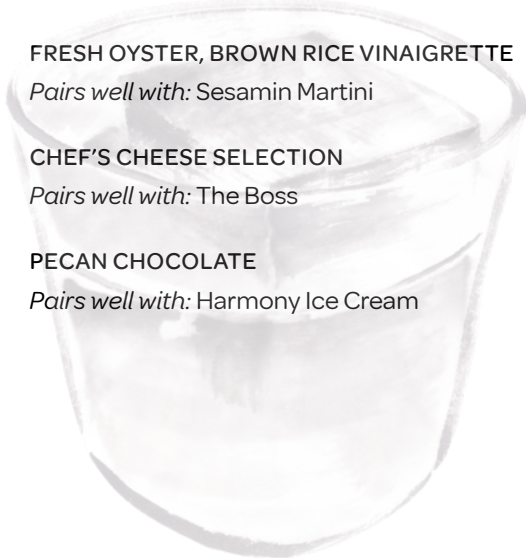 FRESH OYSTER, BROWN RICE VINAIGRETTE
Pairs well with: Sesamin Martini
CHEF’S CHEESE SELECTION
Pairs well with: The Boss
PECAN CHOCOLATE
Pairs well with: Harmony Ice Cream